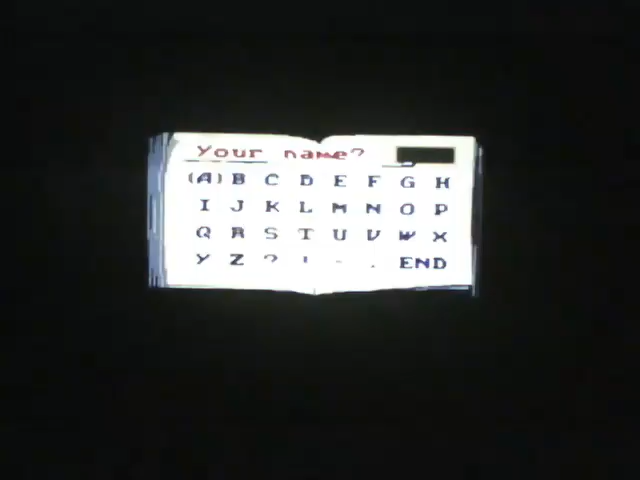 Your name?
(A) B C D E F G H
I J K L M N O P
Q R S T U V W X
Y Z ? ! - . END